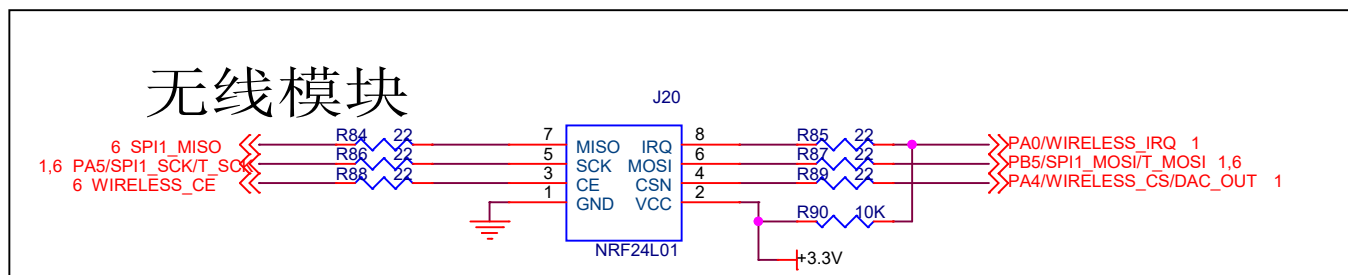 无线模块
J20
R84 22 7 MISO IRQ 8 R85 22
6 SPI1_MISO PA0/WIRELESS_IRQ 1
R86 22 5 SCK MOSI 6 R87 22
1,6 PA5/SPI1_SCK/T_SCK PB5/SPI1_MOSI/T_MOSI 1,6
R88 22 3 CE CSN 4 R89 22
6 WIRELESS_CE PA4/WIRELESS_CS/DAC_OUT 1
1 GND VCC 2
R90 10K
NRF24L01
+3.3V